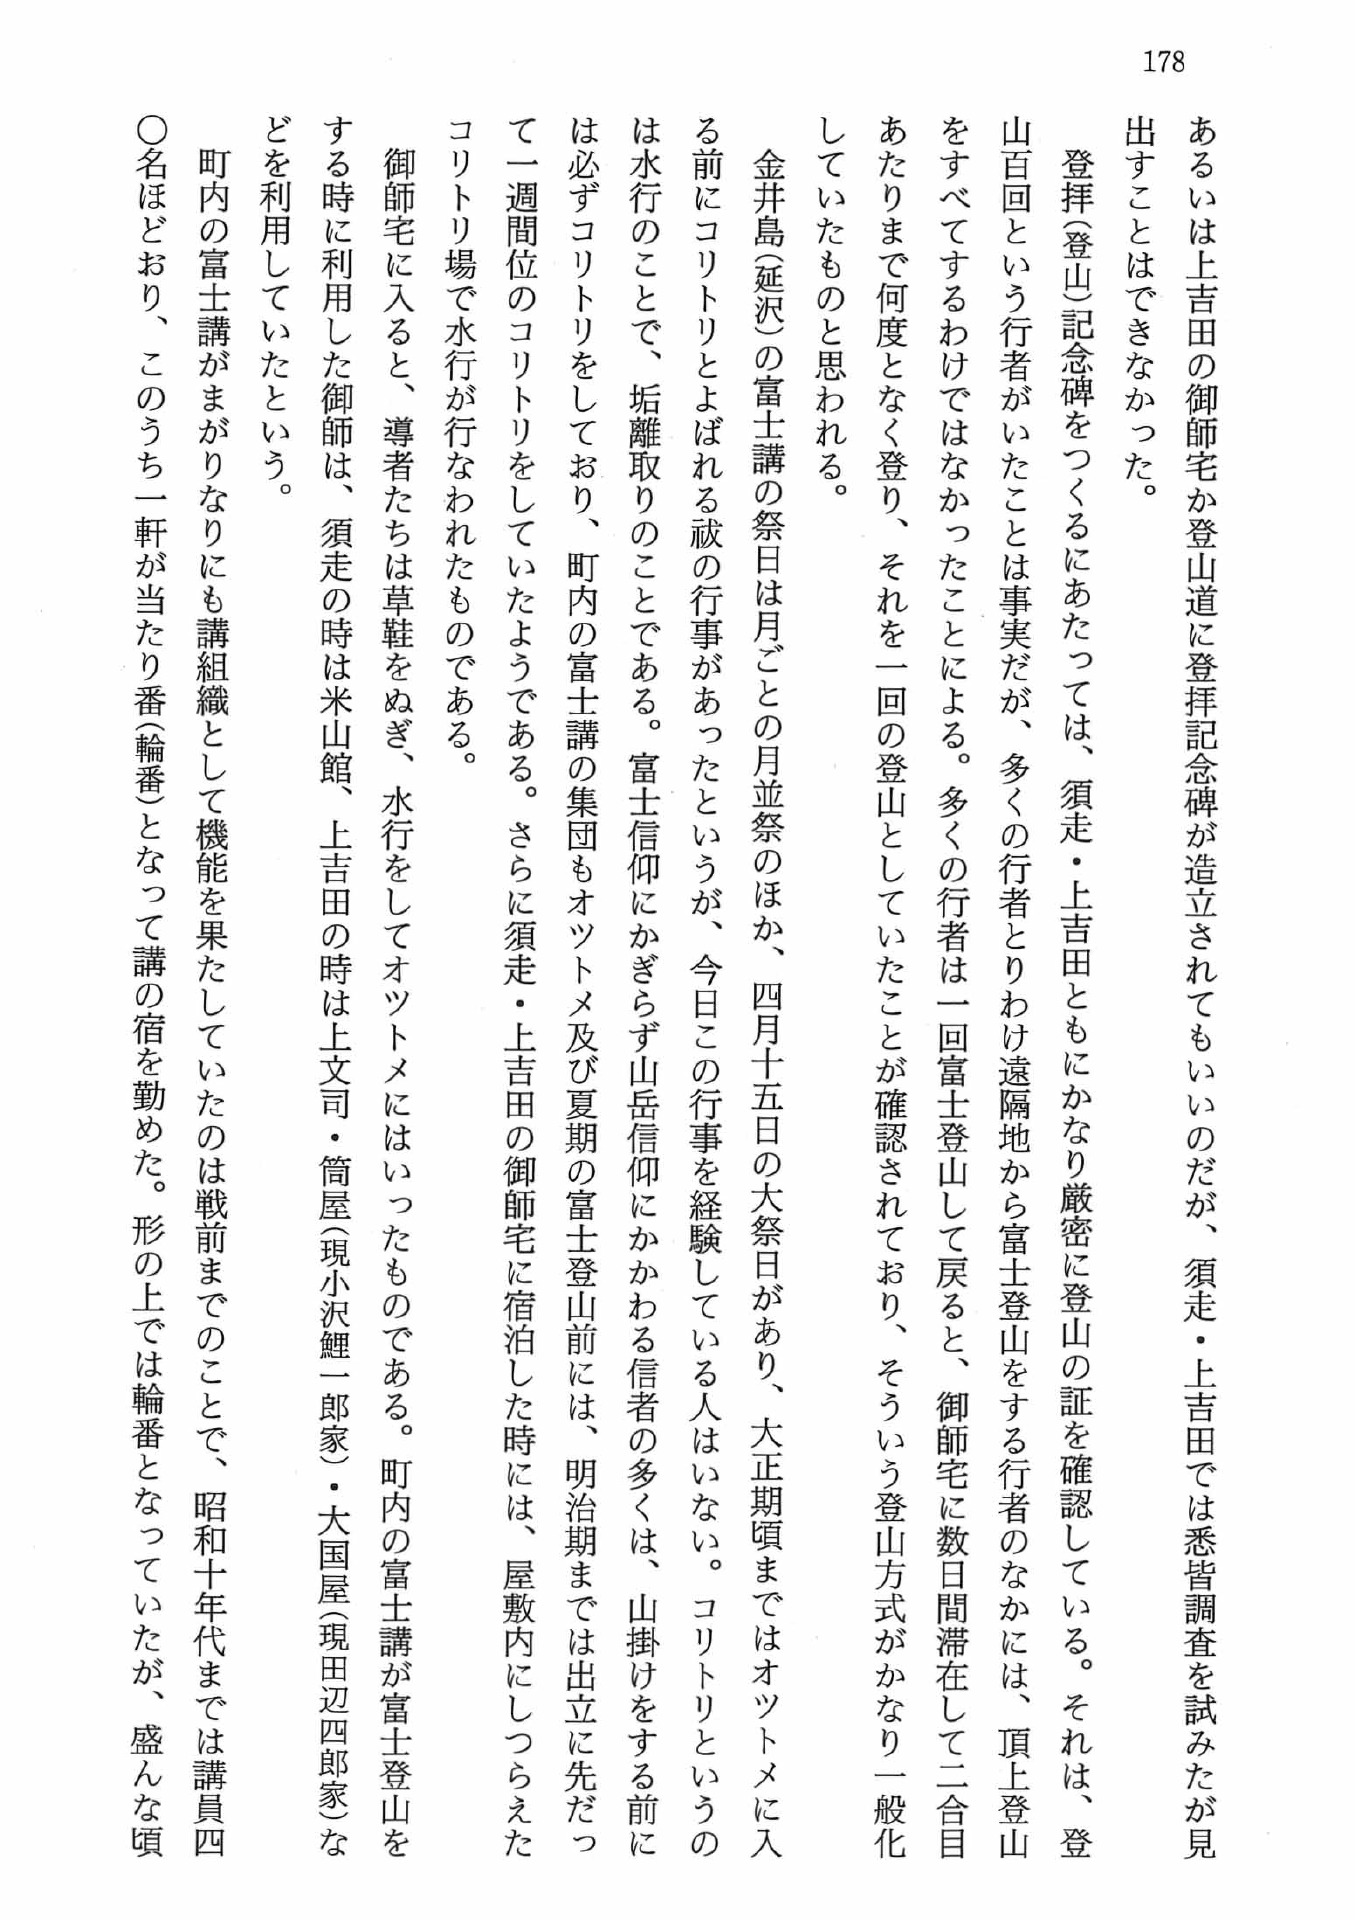 178
あるいは上吉田の御師宅か登山道に登拝記念碑が造立されてもいいのだが、須走・上吉田では悉皆調査を試みたが見
出すことはできなかった。
登拝(登山)記念碑をつくるにあたっては、須走・上吉田ともにかなり厳密に登山の証を確認している。それは、登
山百回という行者がいたことは事実だが、多くの行者とりわけ遠隔地から富士登山をする行者のなかには、頂上登山
をすべてするわけではなかったことによる。多くの行者は一回富士登山して戻ると、御師宅に数日間滞在して二合目
あたりまで何度となく登り、それを一回の登山としていたことが確認されており、そういう登山方式がかなり一般化
していたものと思われる。
金井島(延沢)の富士講の祭日は月ごとの月並祭のほか、四月十五日の大祭日があり、大正期頃まではオツトメに入
る前にコリトリとよばれる祓の行事があったというが、今日この行事を経験している人はいない。コリトリというの
は水行のことで、垢離取りのことである。富士信仰にかぎらず山岳信仰にかかわる信者の多くは、山掛けをする前に
は必ずコリトリをしており、町内の富士講の集団もオツトメ及び夏期の富士登山前には、明治期までは出立に先だっ
て一週間位のコリトリをしていたようである。さらに須走・上吉田の御師宅に宿泊した時には、屋敷内にしつらえた
コリトリ場で水行が行なわれたものである。
御師宅に入ると、導者たちは草鞋をぬぎ、水行をしてオツトメにはいったものである。町内の富士講が富士登山を
する時に利用した御師は、須走の時は米山館、上吉田の時は上文司・筒屋(現小沢鯉一郎家)・大国屋(現田辺四郎家)な
どを利用していたという。
町内の富士講がまがりなりにも講組織として機能を果たしていたのは戦前までのことで、昭和十年代までは講員四
〇名ほどおり、このうち一軒が当たり番(輪番)となって講の宿を勤めた。形の上では輪番となっていたが、盛んな頃